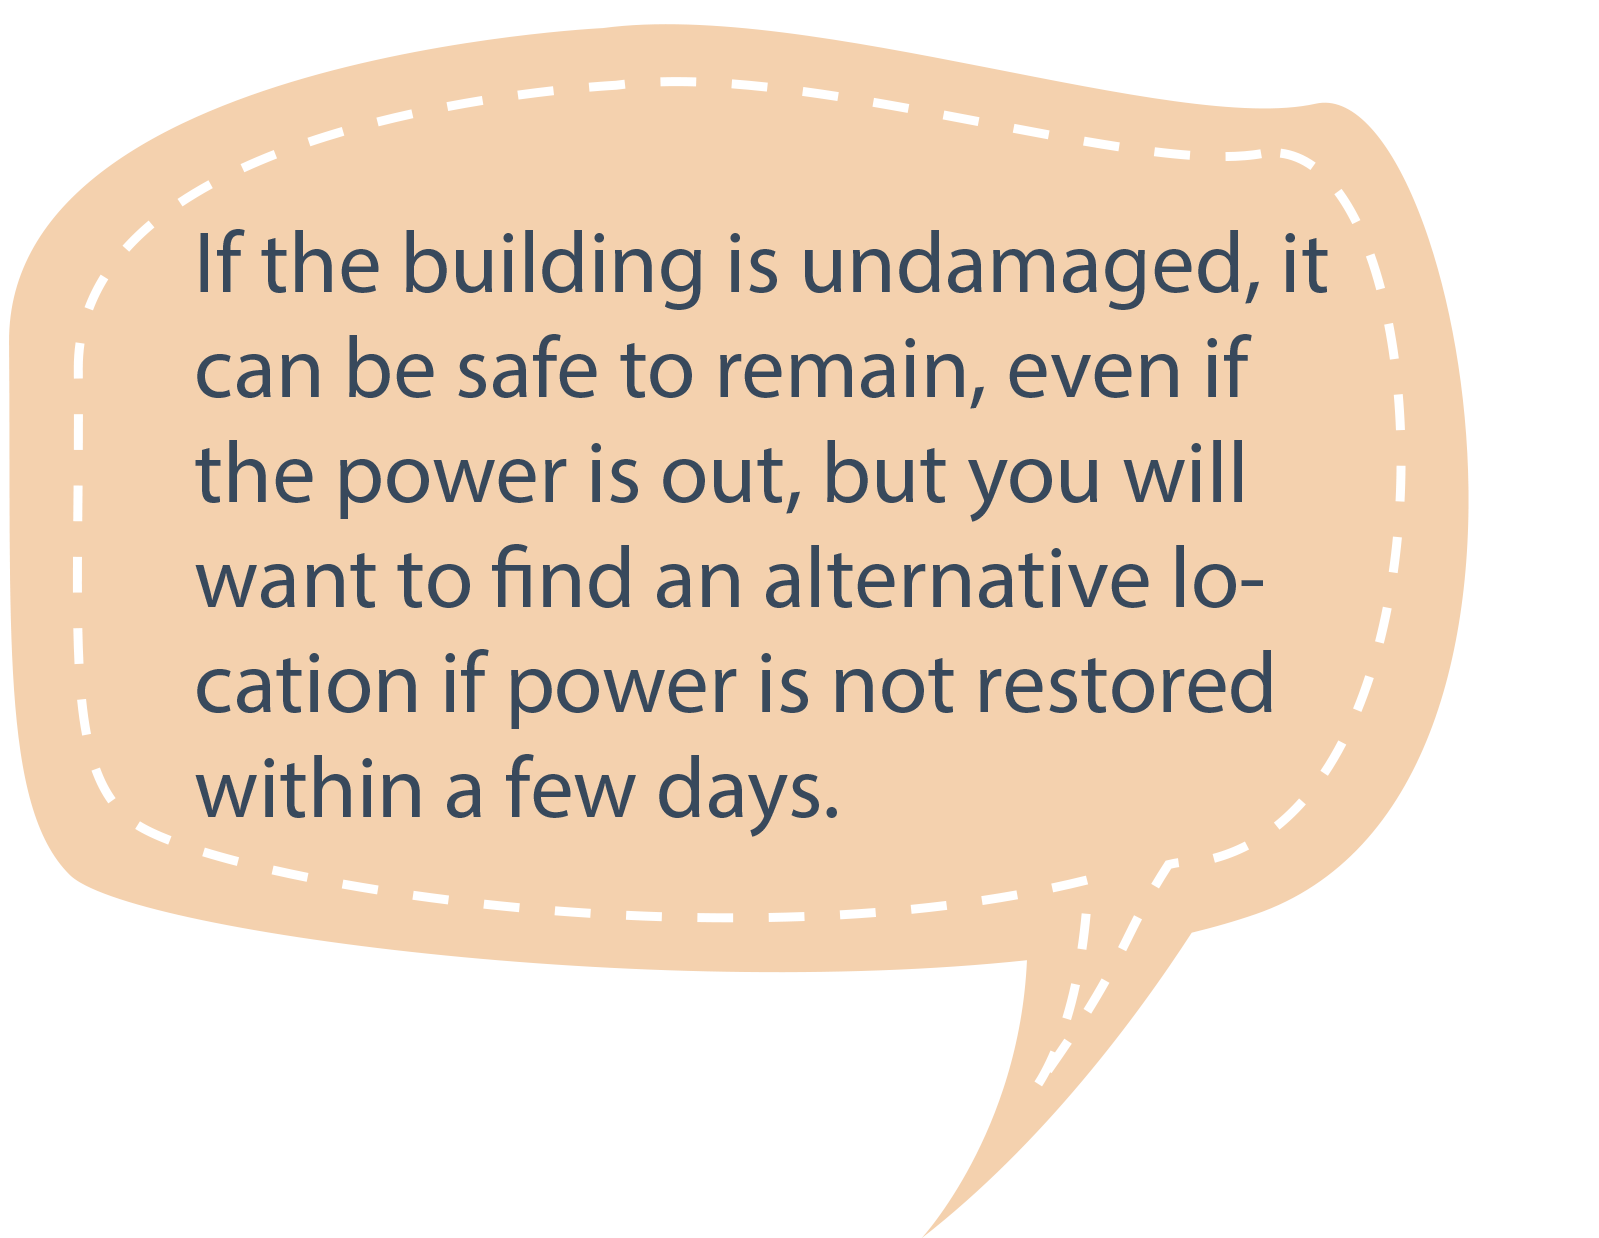 If the building is undamaged, it
can be safe to remain, even if
the power is out, but you will
want to find an alternative lo-
cation if power is not restored
within a few days.